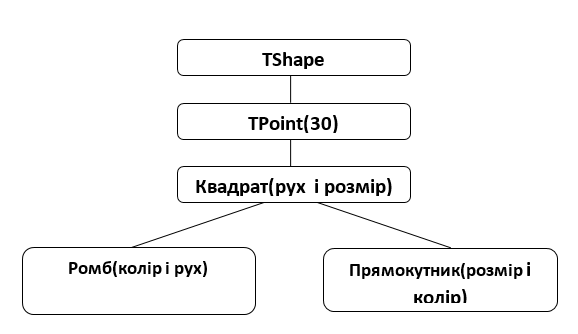 TShape
TPoint(30)
Квадрат(рух і розмір)
Ромб(колір і рух)
Прямокутник(розмір і
колір)